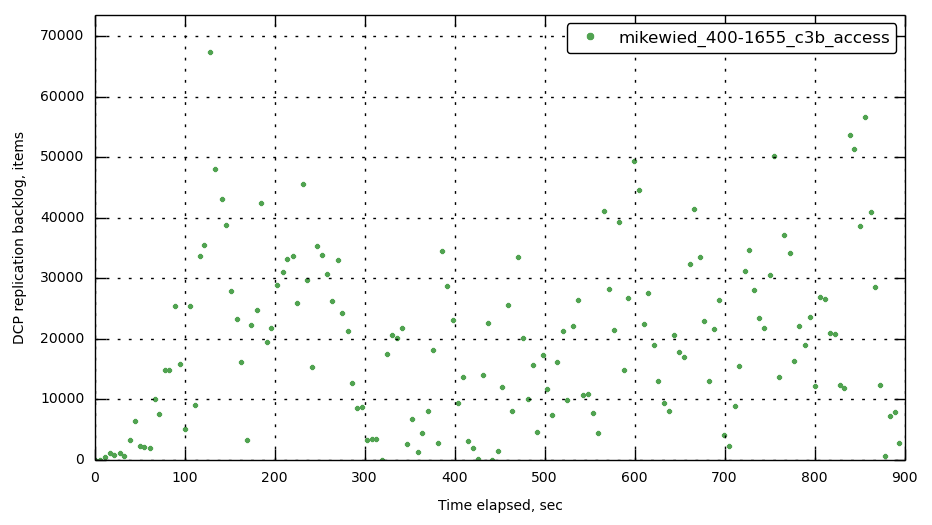 70000
mikewied_400-1655_c3b_access
60000
50000
40000
30000
20000
10000
0
DCP replication backlog, items
0 100 200 300 400 500 600 700 800 900
Time elapsed, sec